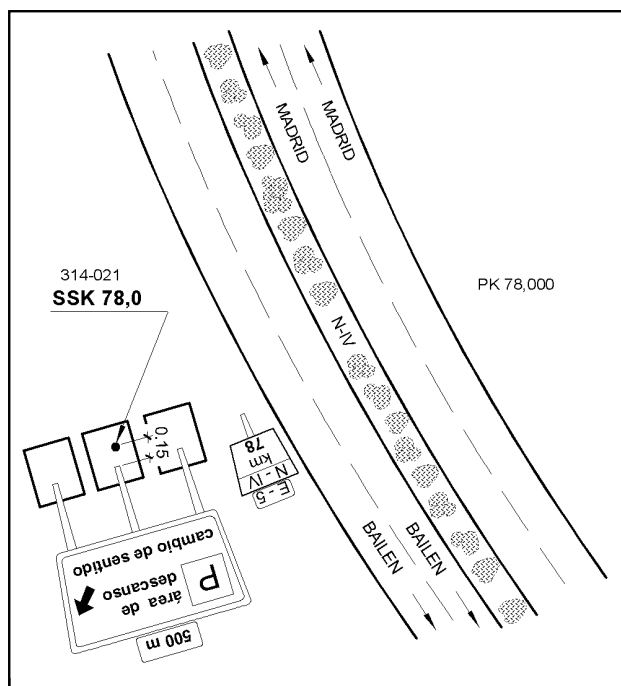 MADRID
MADRID
314-021
SSK 78,0
PK 78,000
N-IV
0,15
78
km
N - IV
E - 5
BAILEN
BAILEN
500 m
área de
descanso
P
cambio de sentido